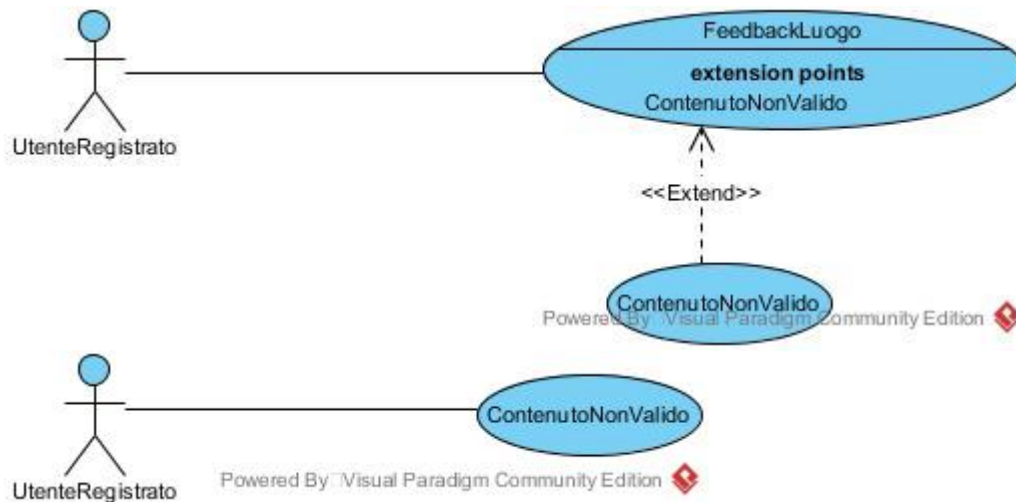 FeedbackLuogo
extension points
ContenutoNonValido
UtenteRegistrato
<<Extend>>
ContenutoNonValido
Powered By Visual Paradigm Community Edition
ContenutoNonValido
Powered By Visual Paradigm Community Edition
UtenteRegistrato